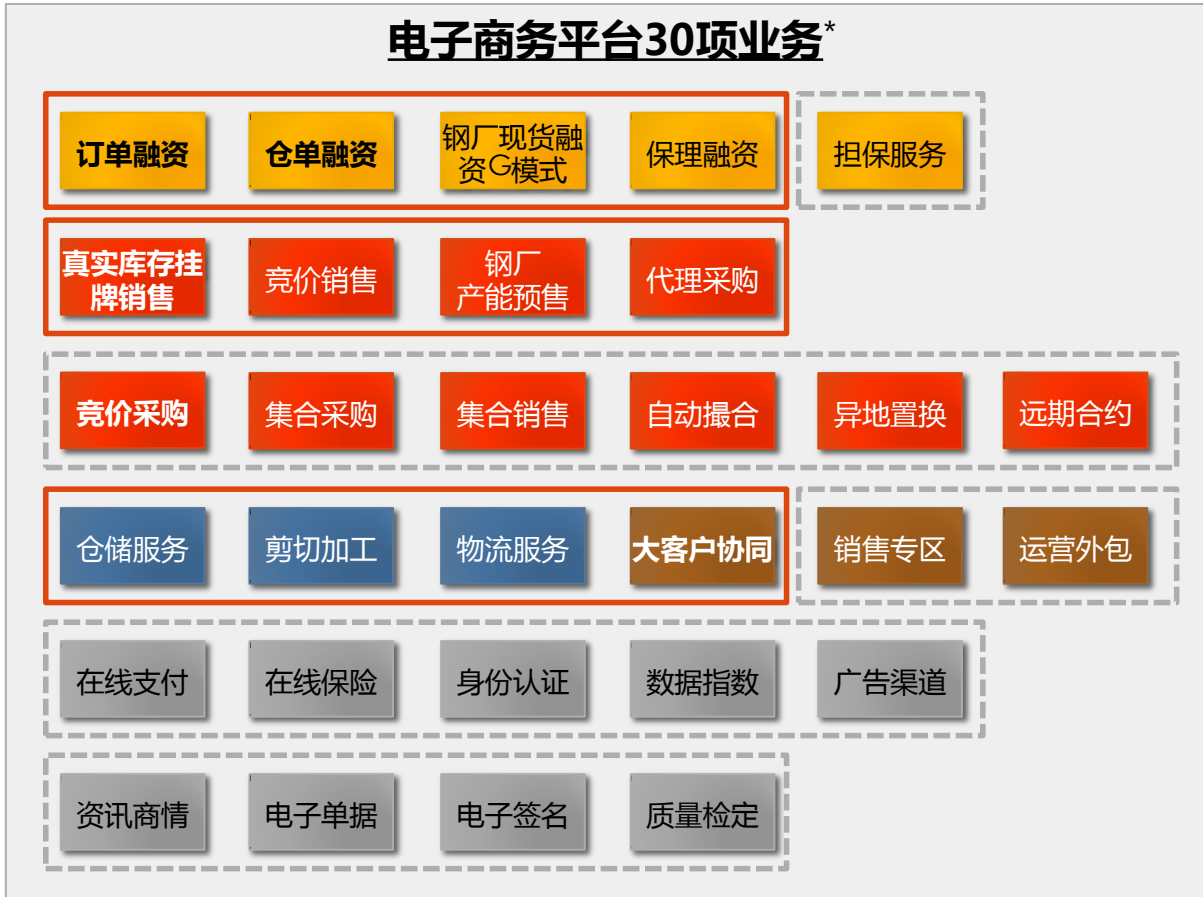 电子商务平台30项业务*
订单融资
仓单融资
钢厂现货融
资G模式
保理融资
担保服务
真实库存挂
牌销售
竞价销售
钢厂
产能预售
代理采购
竞价采购
集合采购
集合销售
自动撮合
异地置换
远期合约
仓储服务
剪切加工
物流服务
大客户协同
销售专区
运营外包
在线支付
在线保险
身份认证
数据指数
广告渠道
资讯商情
电子单据
电子签名
质量检定